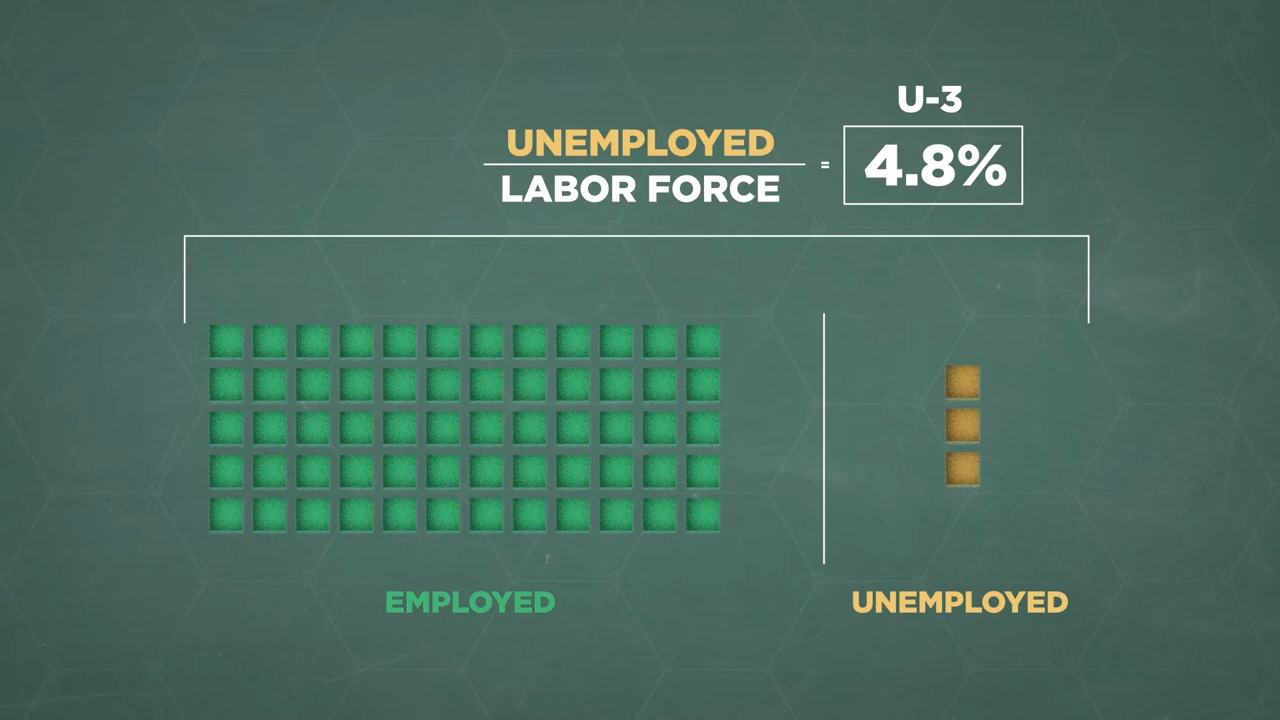 U-3
UNEMPLOYED
LABOR FORCE
= 4.8%
EMPLOYED
UNEMPLOYED